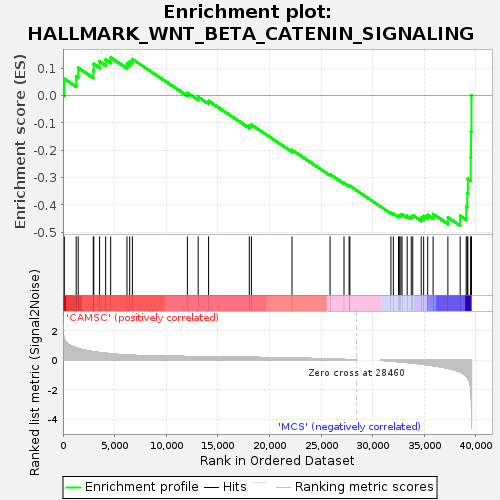 Enrichment plot:
HALLMARK_WNT_BETA_CATENIN_SIGNALING
Enrichment score (ES)
0.1
0.0
-0.1
-0.2
-0.3
-0.4
-0.5
'CAMSC' (positively correlated)
Ranked list metric (Signal2Noise)
2
0
-2
-4
Zero cross at 28460
'MCS' (negatively correlated)
0
5,000
10,000
15,000
20,000
25,000
30,000
35,000
40,000
Rank in Ordered Dataset
Enrichment profile
Hits
Ranking metric scores